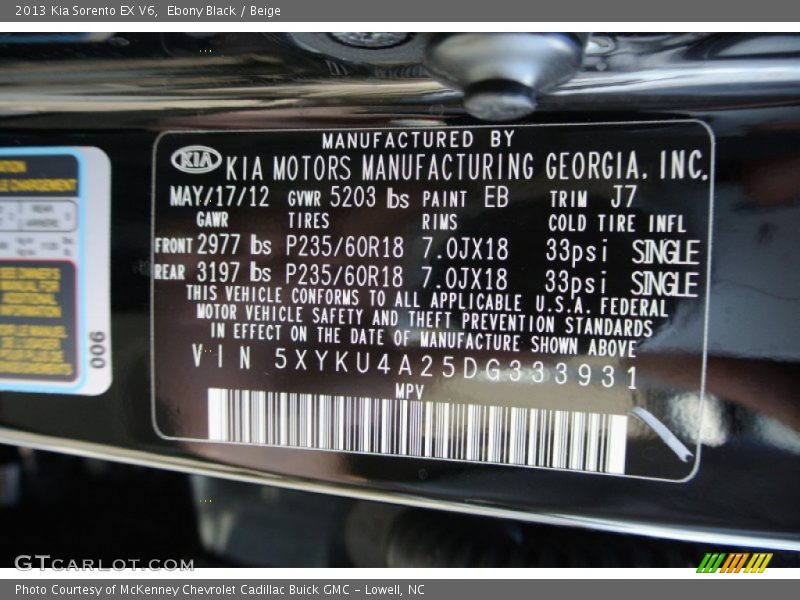 2013 Kia Sorento EX V6, Ebony Black / Beige
MANUFACTURED BY
KIA KIA MOTORS MANUFACTURING GEORGIA. INC.
MAY/17/12 GVWR 5203 lbs PAINT EB TRIM J7
GAWR TIRES RIMS COLD TIRE INFL
FRONT 2977 lbs P235/60R18 7.0JX18 33psi SINGLE
REAR 3197 lbs P235/60R18 7.0JX18 33psi SINGLE
THIS VEHICLE CONFORMS TO ALL APPLICABLE U.S.A. FEDERAL
MOTOR VEHICLE SAFETY AND THEFT PREVENTION STANDARDS
IN EFFECT ON THE DATE OF MANUFACTURE SHOWN ABOVE
VIN 5XYKU4A25DG333931
MPV
006
GTCARLOT.COM
Photo Courtesy of McKenney Chevrolet Cadillac Buick GMC - Lowell, NC